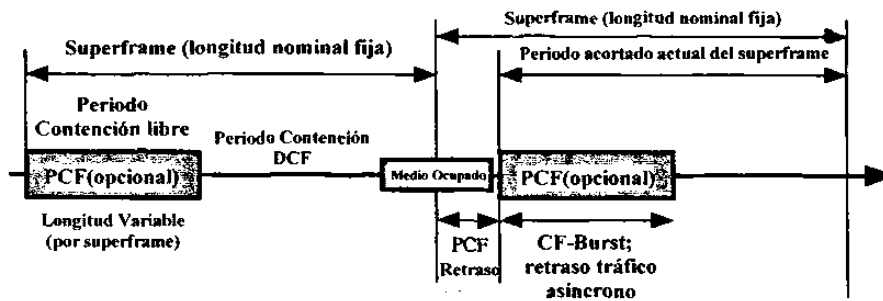 Superframe (longitud nominal fija)
Superframe (longitud nominal fija)
Periodo acortado actual del superframe
Periodo
Contención libre
Periodo Contención
DCF
PCF(opcional)
Medio Ocupado
PCF(opcional)
Longitud Variable
(por superframe)
PCF
Retraso
CF-Burst;
retraso tráfico
asíncrono